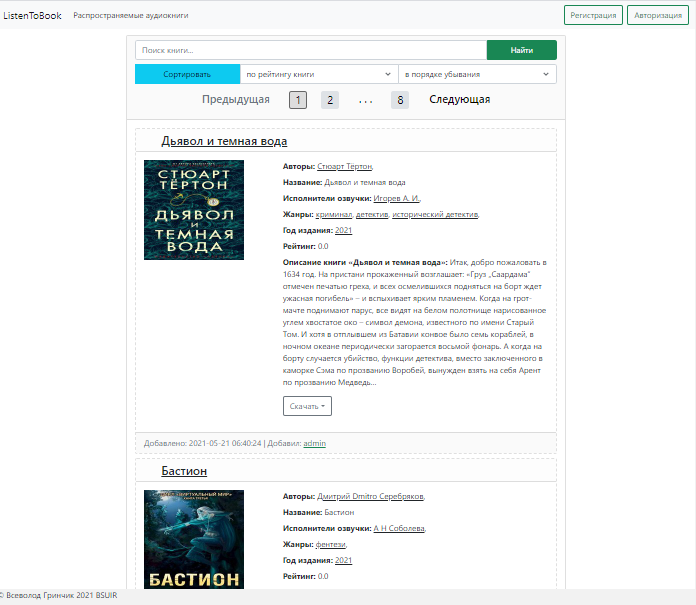 ListenToBook Распространяемые аудиокниги Регистрация Авторизация
Поиск книги... Найти
Сортировать по рейтингу книги в порядке убывания
Предыдущая 1 2 ... 8 Следующая
Дьявол и темная вода
СТЮАРТ
ТЁРТОН
ДЬЯВОЛ
И
ТЕМНАЯ
ВОДА
Авторы: Стюарт Тёртон,
Название: Дьявол и темная вода
Исполнители озвучки: Игорев А. И.,
Жанры: криминал, детектив, исторический детектив,
Год издания: 2021
Рейтинг: 0.0
Описание книги «Дьявол и темная вода»: Итак, добро пожаловать в
1634 год. На пристани прокаженный возглашает: «Груз „Саардама"
отмечен печатью греха, и всех осмелившихся подняться на борт ждет
ужасная погибель» – и вспыхивает ярким пламенем. Когда на грот-
мачте поднимают парус, все видят на белом полотнище нарисованное
углем хвостатое око – символ демона, известного по имени Старый
Том. И хотя в отплывшем из Батавии конвое было семь кораблей, в
ночном океане периодически загорается восьмой фонарь. А когда на
борту случается убийство, функции детектива, вместо заключенного в
каморке Сэма по прозванию Воробей, вынужден взять на себя Арент
по прозванию Медведь...
Скачать
Добавлено: 2021-05-21 06:40:24 | Добавил: admin
Бастион
БАСТИОН
Авторы: Дмитрий Dmitro Серебряков,
Название: Бастион
Исполнители озвучки: А Н Соболева,
Жанры: фентези,
Год издания: 2021
Рейтинг: 0.0
© Всеволод Гринчик 2021 BSUIR